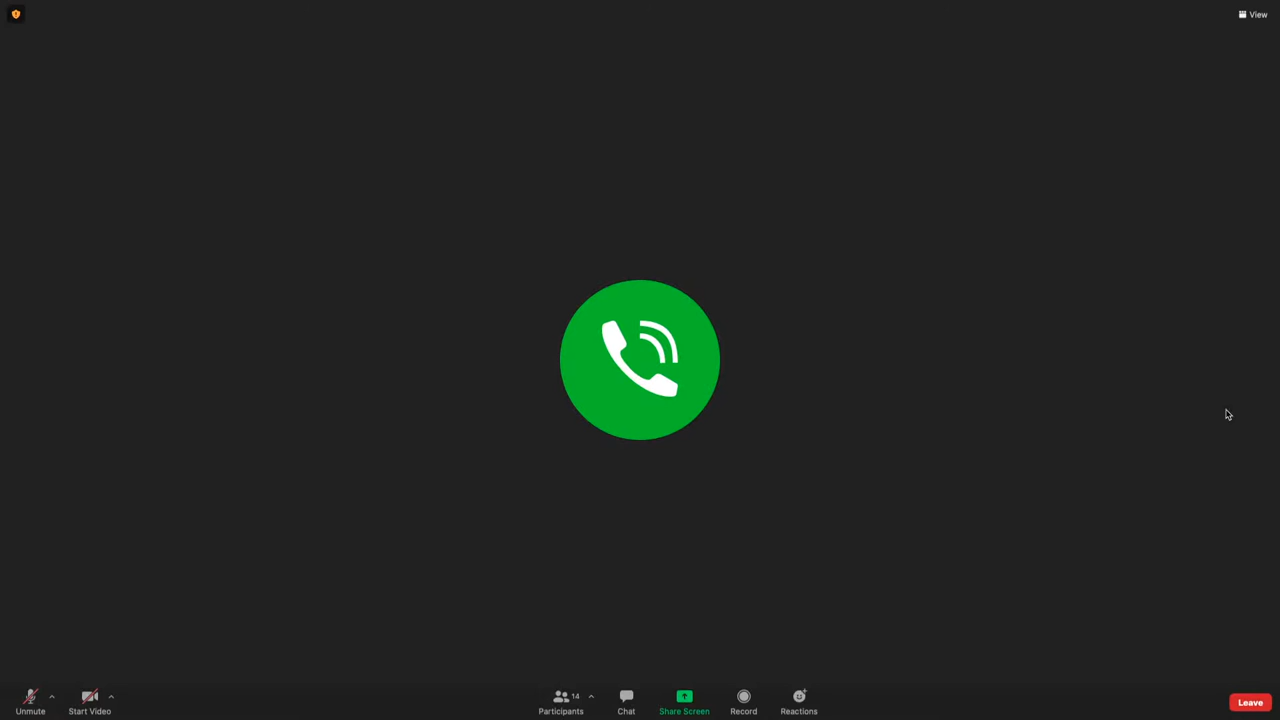 View
Unmute
Start Video
14
Participants
Chat
Share Screen
Record
Reactions
Leave